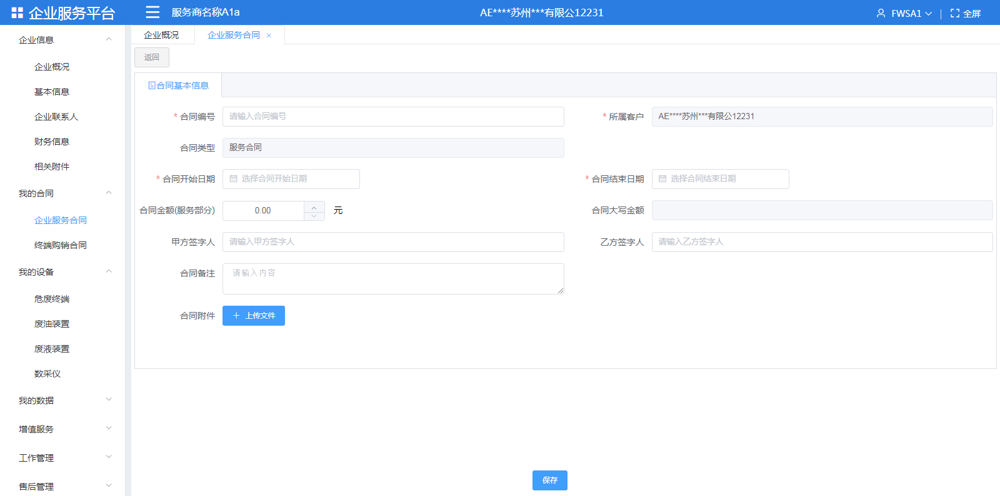 企业服务平台 服务商名称A1a AE****苏州***有限公12231 FWSA1 全屏
企业信息
企业概况
基本信息
企业联系人
财务信息
相关附件
我的合同
企业服务合同
终端购销合同
我的设备
危废终端
废油装置
废液装置
数采仪
我的数据
增值服务
工作管理
售后管理
企业概况 企业服务合同 ×
返回
合同基本信息
* 合同编号 请输入合同编号 * 所属客户 AE****苏州***有限公12231
合同类型 服务合同
* 合同开始日期 选择合同开始日期 * 合同结束日期 选择合同结束日期
合同金额(服务部分) 0.00 元 合同大写金额
甲方签字人 请输入甲方签字人 乙方签字人 请输入乙方签字人
合同备注 请输入内容
合同附件 + 上传文件
保存